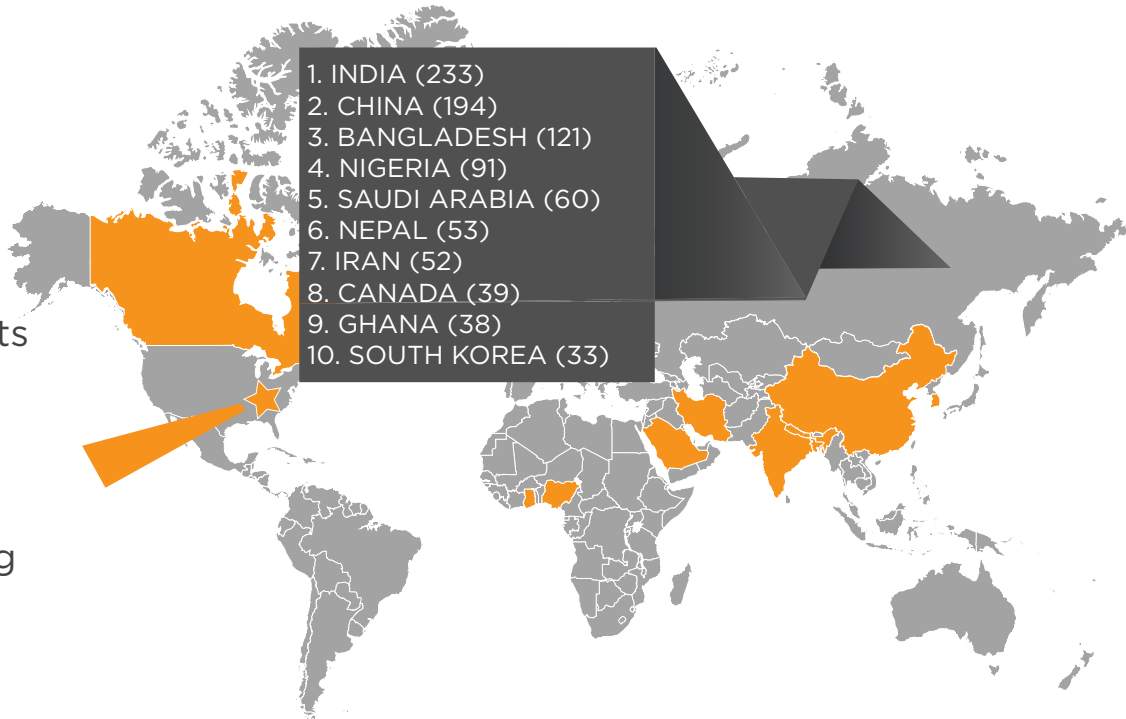 1. INDIA (233)
2. CHINA (194)
3. BANGLADESH (121)
4. NIGERIA (91)
5. SAUDI ARABIA (60)
6. NEPAL (53)
7. IRAN (52)
8. CANADA (39)
ts
9. GHANA (38)
10. SOUTH KOREA (33)
g